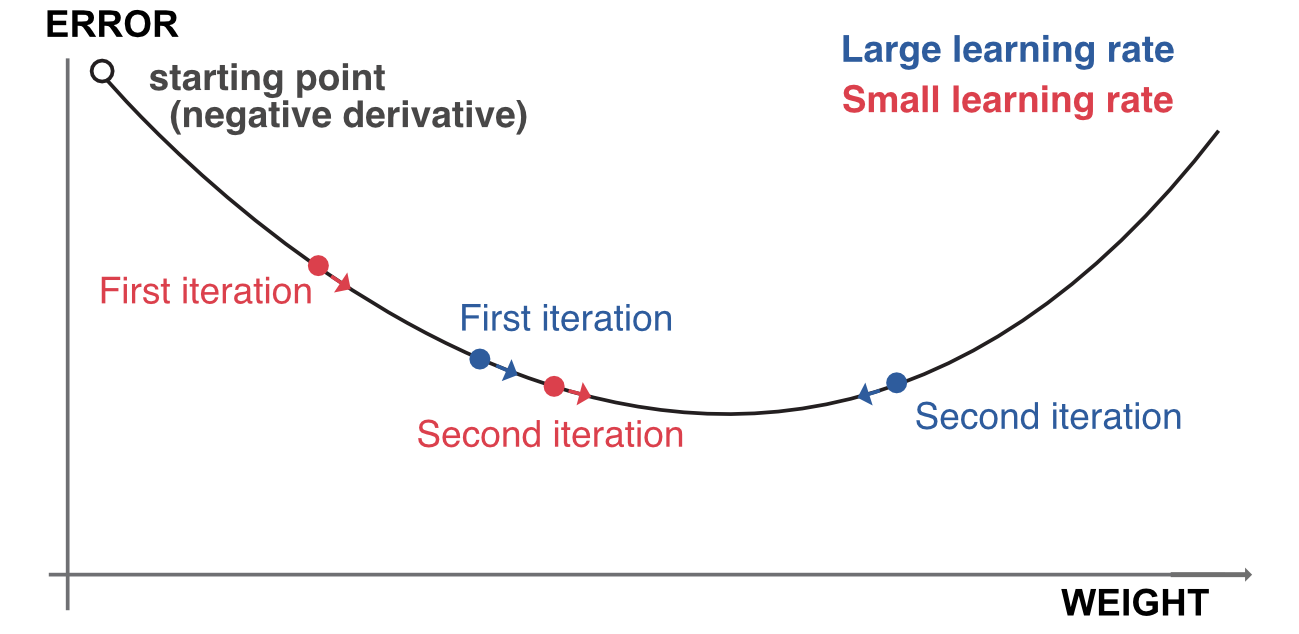 ERROR
starting point
(negative derivative)
Large learning rate
Small learning rate
First iteration
First iteration
Second iteration
Second iteration
WEIGHT